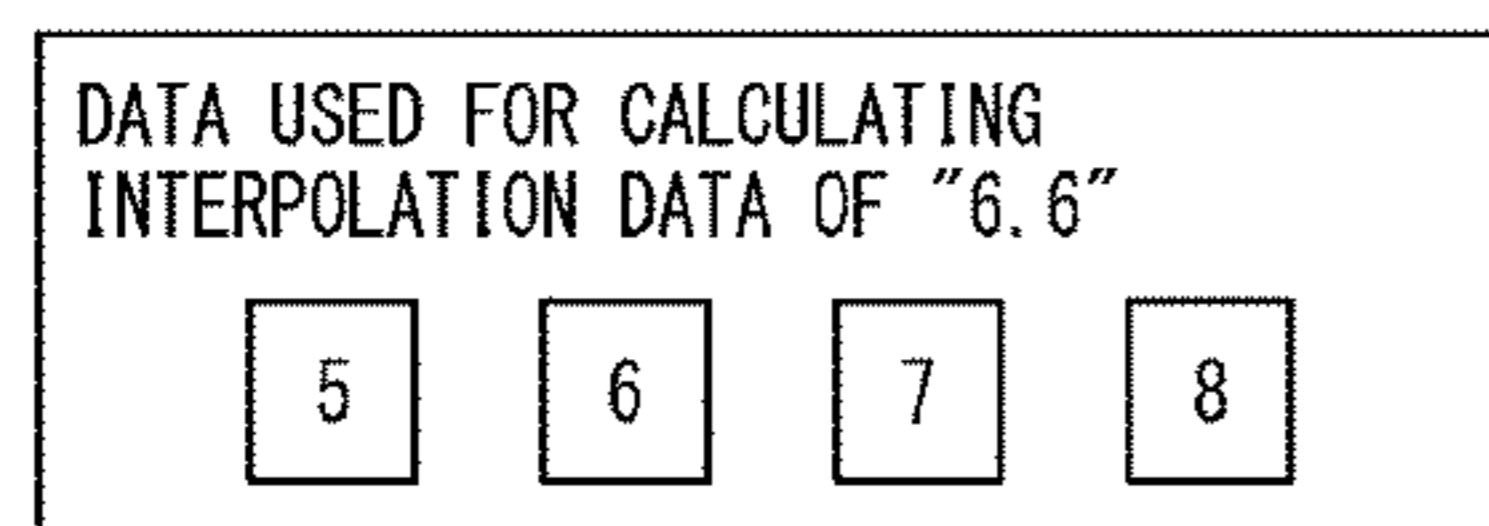 DATA USED FOR CALCULATING
INTERPOLATION DATA OF "6.6"
5 6 7 8